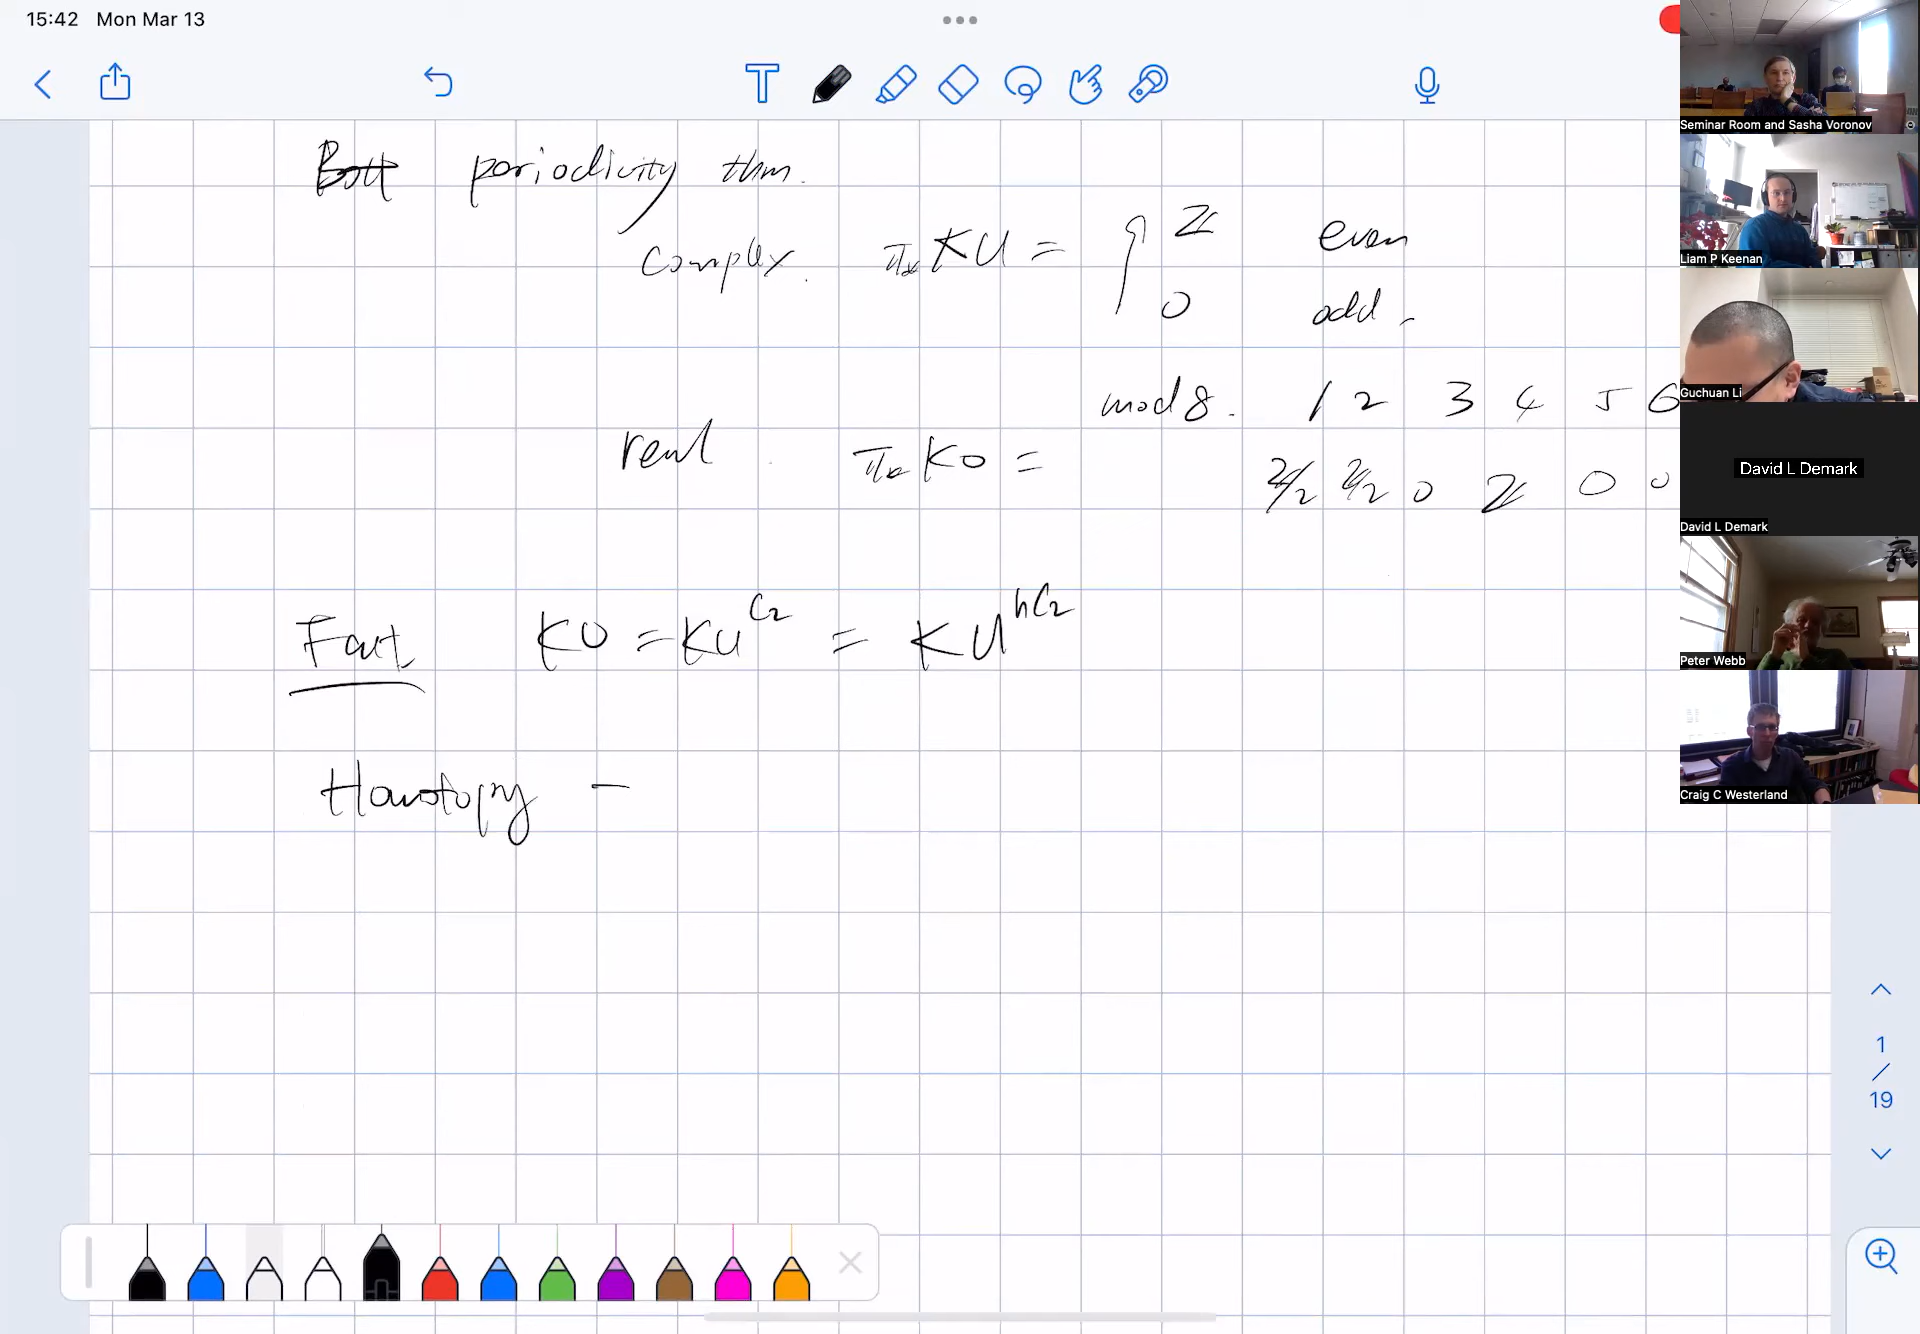 15:42 Mon Mar 13
Bott periodicity thm.
complex. π* KU = { ℤ even
0 odd.
mod 8. 1 2 3 4 5 6
real. π* KO = ℤ/2 ℤ/2 0 ℤ 0 0
Fact KO = KU^{C2} = KU^{hC2}
Homotopy -
Seminar Room and Sasha Voronov
Liam P Keenan
Guchuan Li
David L Demark
David L Demark
Peter Webb
Craig C Westerland
1
/
19